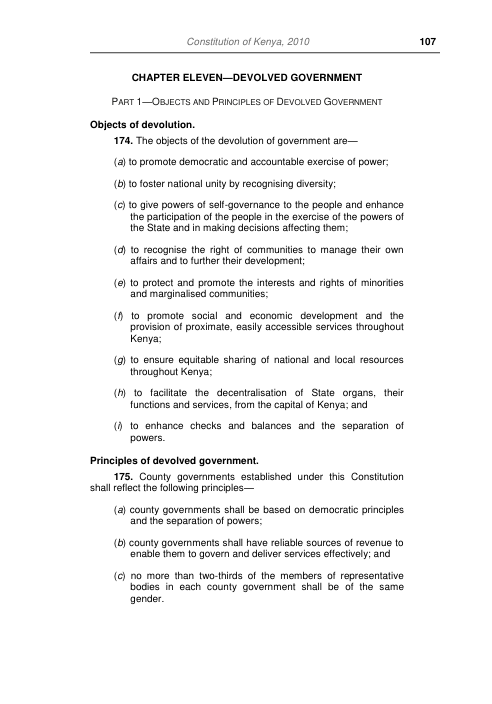 Constitution of Kenya, 2010 107
CHAPTER ELEVEN—DEVOLVED GOVERNMENT
PART 1—OBJECTS AND PRINCIPLES OF DEVOLVED GOVERNMENT
Objects of devolution.
174. The objects of the devolution of government are—
(a) to promote democratic and accountable exercise of power;
(b) to foster national unity by recognising diversity;
(c) to give powers of self-governance to the people and enhance
the participation of the people in the exercise of the powers of
the State and in making decisions affecting them;
(d) to recognise the right of communities to manage their own
affairs and to further their development;
(e) to protect and promote the interests and rights of minorities
and marginalised communities;
(f) to promote social and economic development and the
provision of proximate, easily accessible services throughout
Kenya;
(g) to ensure equitable sharing of national and local resources
throughout Kenya;
(h) to facilitate the decentralisation of State organs, their
functions and services, from the capital of Kenya; and
(i) to enhance checks and balances and the separation of
powers.
Principles of devolved government.
175. County governments established under this Constitution
shall reflect the following principles—
(a) county governments shall be based on democratic principles
and the separation of powers;
(b) county governments shall have reliable sources of revenue to
enable them to govern and deliver services effectively; and
(c) no more than two-thirds of the members of representative
bodies in each county government shall be of the same
gender.